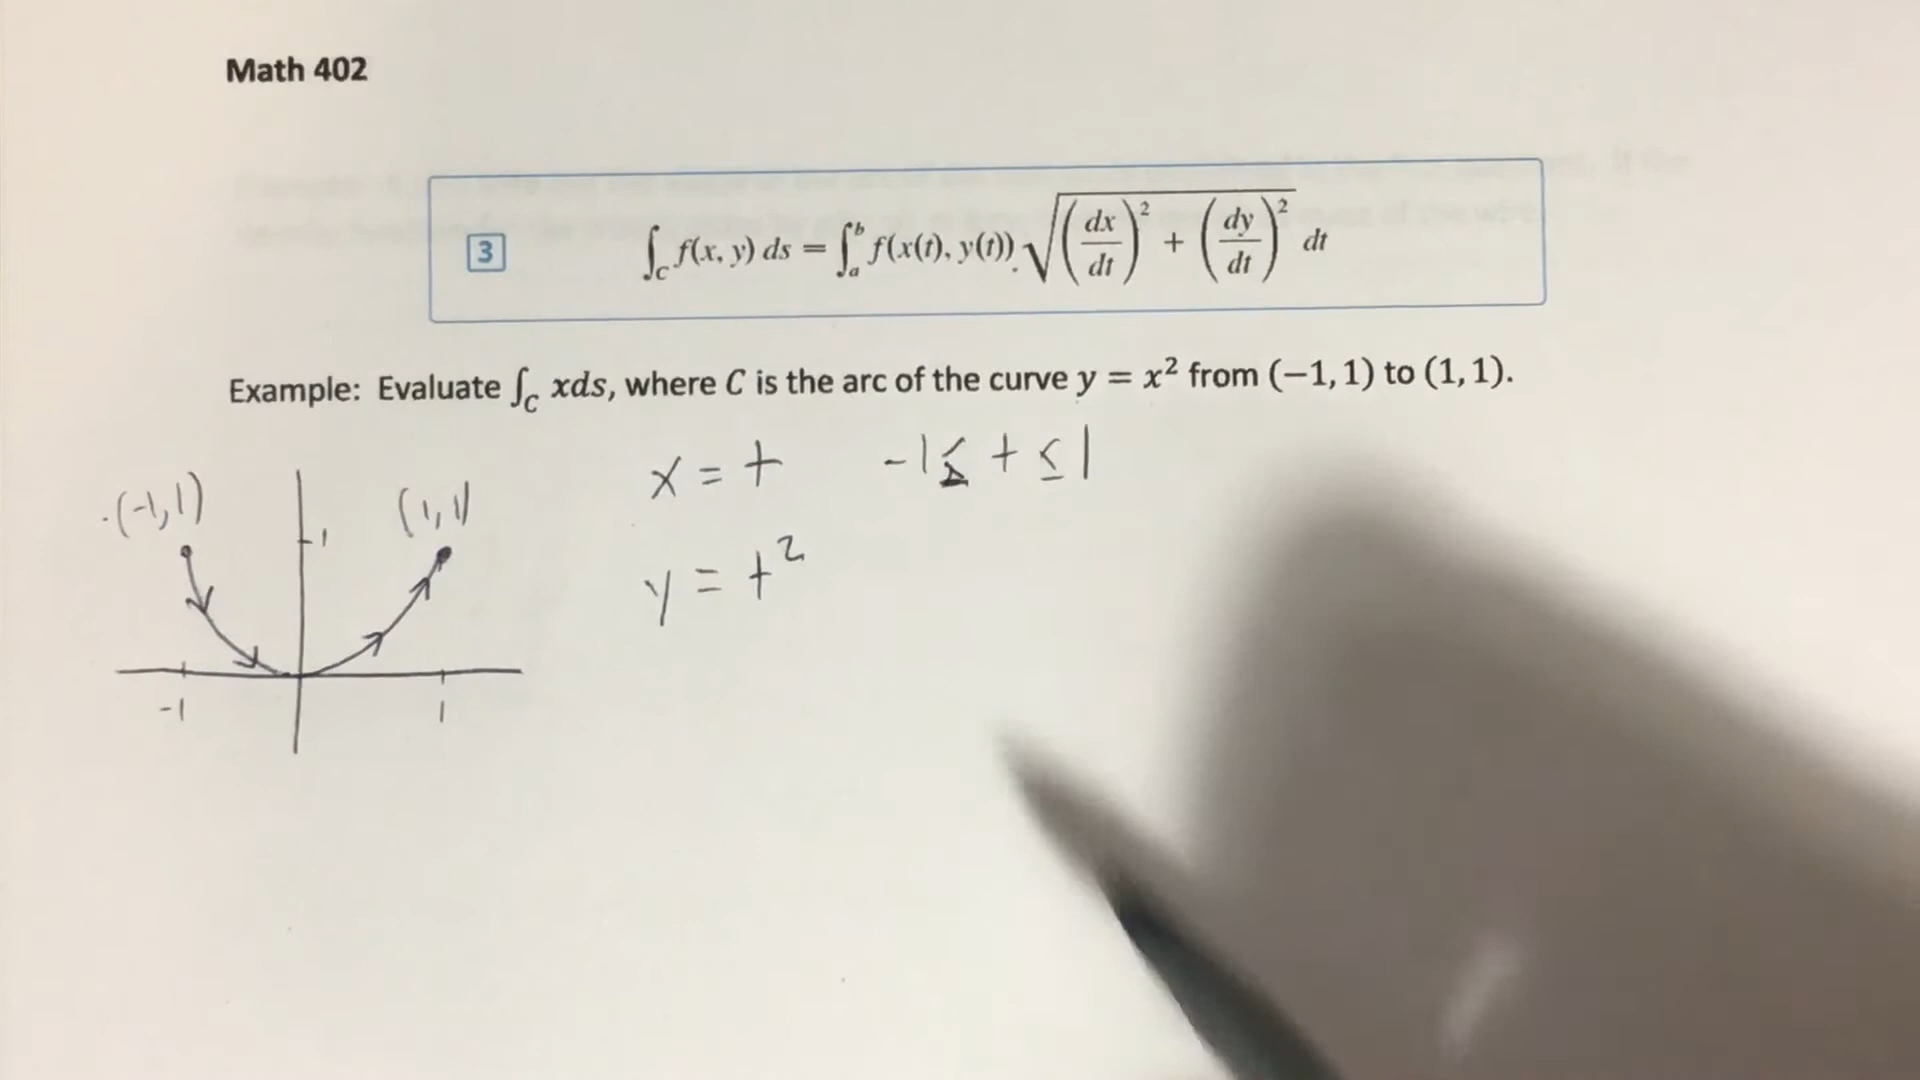 Math 402
3 ∫_C f(x, y) ds = ∫_a^b f(x(t), y(t)) √((dx/dt)² + (dy/dt)²) dt
Example: Evaluate ∫_C xds, where C is the arc of the curve y = x² from (−1, 1) to (1, 1).
x = t -1 ≤ t ≤ 1
y = t²
(-1,1)
(1,1)
1
-1
1